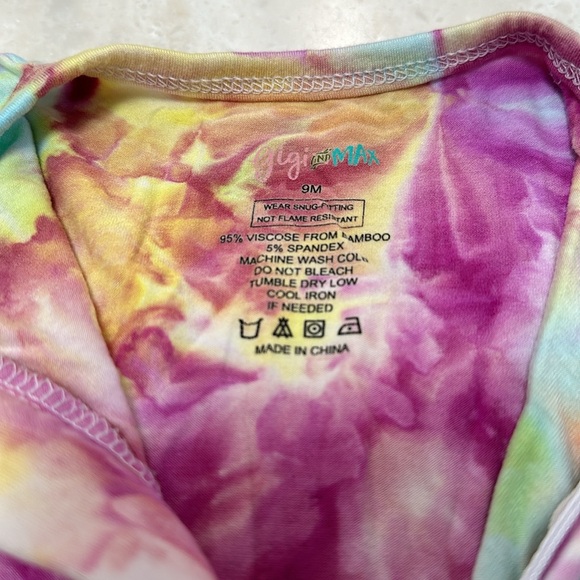 gigi AND MAX
9M
WEAR SNUG-FITTING
NOT FLAME RESISTANT
95% VISCOSE FROM BAMBOO
5% SPANDEX
MACHINE WASH COLD
DO NOT BLEACH
TUMBLE DRY LOW
COOL IRON
IF NEEDED
MADE IN CHINA